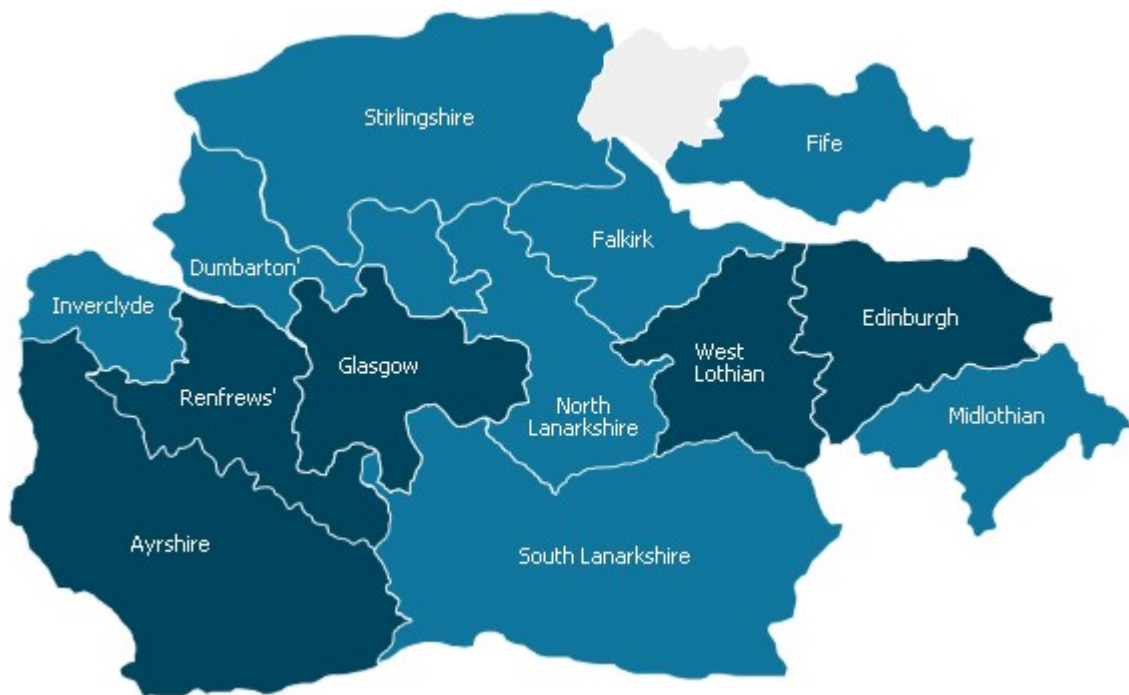 Stirlingshire
Fife
Falkirk
Dumbarton'
Inverclyde
Edinburgh
Glasgow
West
Lothian
Renfrews'
North
Lanarkshire
Midlothian
Ayrshire
South Lanarkshire